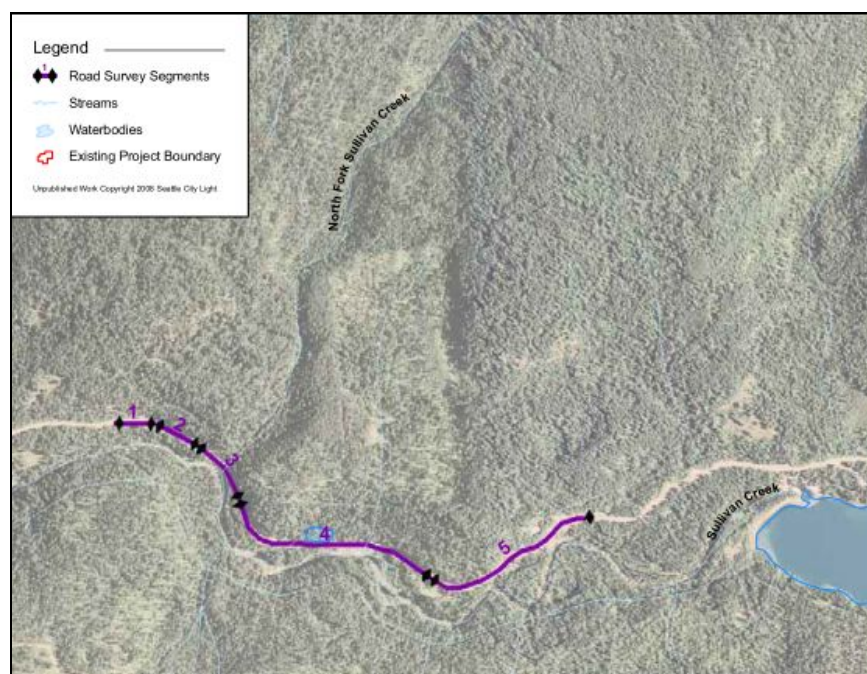 Legend
1
Road Survey Segments
Streams
Waterbodies
Existing Project Boundary
Unpublished Work Copyright 2008 Seattle City Light
North Fork Sullivan Creek
1
2
3
4
5
Sullivan Creek